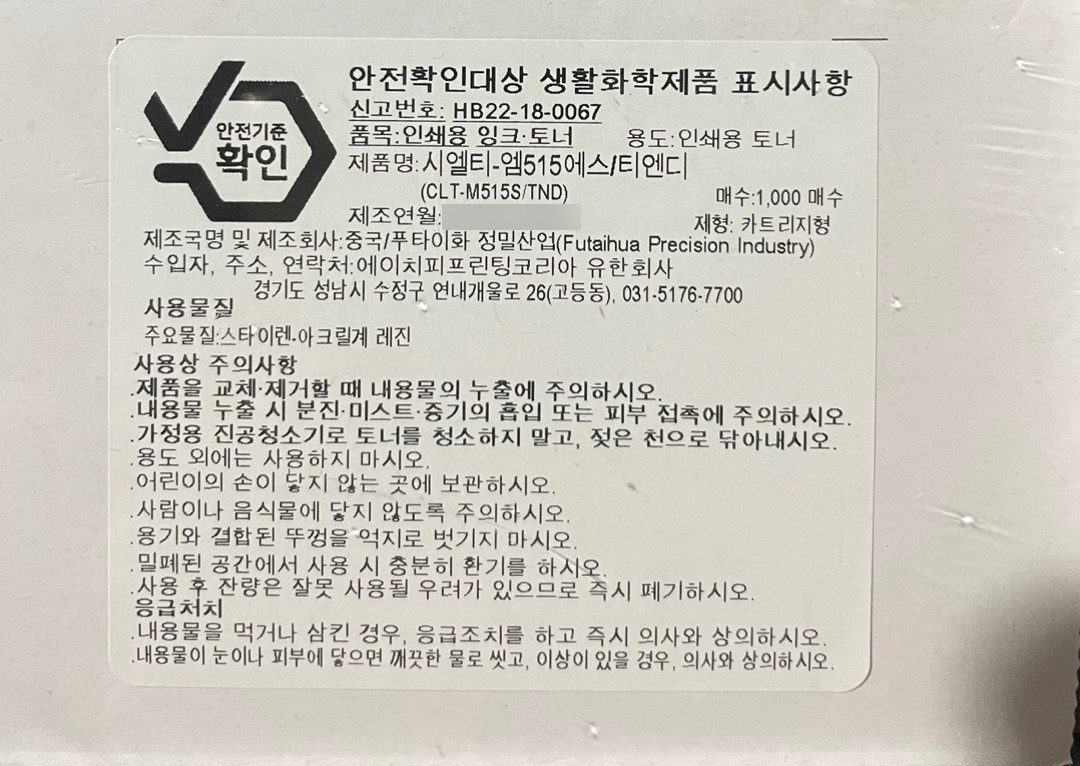 안전기준
확인
안전확인대상 생활화학제품 표시사항
신고번호: HB22-18-0067
품목:인쇄용 잉크·토너 용도:인쇄용 토너
제품명:시엘티-엠515에스/티엔디
(CLT-M515S/TND) 매수:1,000 매수
제조연월: 제형: 카트리지형
제조국명 및 제조회사:중국/푸타이화 정밀산업(Futaihua Precision Industry)
수입자, 주소, 연락처:에이치피프린팅코리아 유한회사
경기도 성남시 수정구 연내개울로 26(고등동), 031-5176-7700
사용물질
주요물질:스타이렌-아크릴계 레진
사용상 주의사항
.제품을 교체·제거할 때 내용물의 누출에 주의하시오.
.내용물 누출 시 분진·미스트·증기의 흡입 또는 피부 접촉에 주의하시오.
.가정용 진공청소기로 토너를 청소하지 말고, 젖은 천으로 닦아내시오.
.용도 외에는 사용하지 마시오.
.어린이의 손이 닿지 않는 곳에 보관하시오.
.사람이나 음식물에 닿지 않도록 주의하시오.
.용기와 결합된 뚜껑을 억지로 벗기지 마시오.
.밀폐된 공간에서 사용 시 충분히 환기를 하시오.
.사용 후 잔량은 잘못 사용될 우려가 있으므로 즉시 폐기하시오.
응급처치
.내용물을 먹거나 삼킨 경우, 응급조치를 하고 즉시 의사와 상의하시오.
.내용물이 눈이나 피부에 닿으면 깨끗한 물로 씻고, 이상이 있을 경우, 의사와 상의하시오.